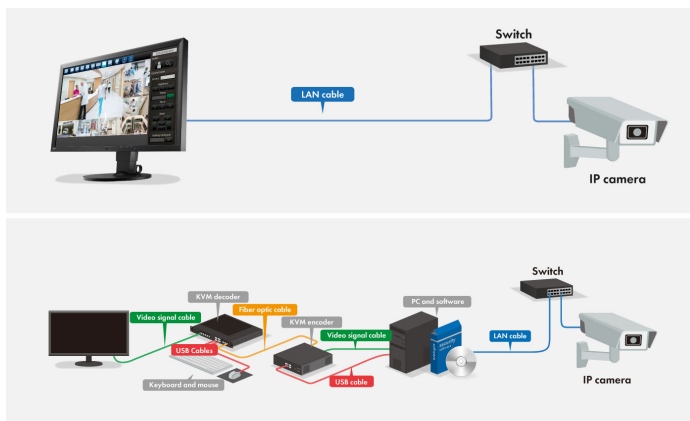 Switch
LAN cable
IP camera
Switch
KVM decoder
PC and software
Fiber optic cable
Video signal cable
KVM encoder
Video signal cable
LAN cable
USB Cables
Security
IP camera
Keyboard and mouse
USB cable